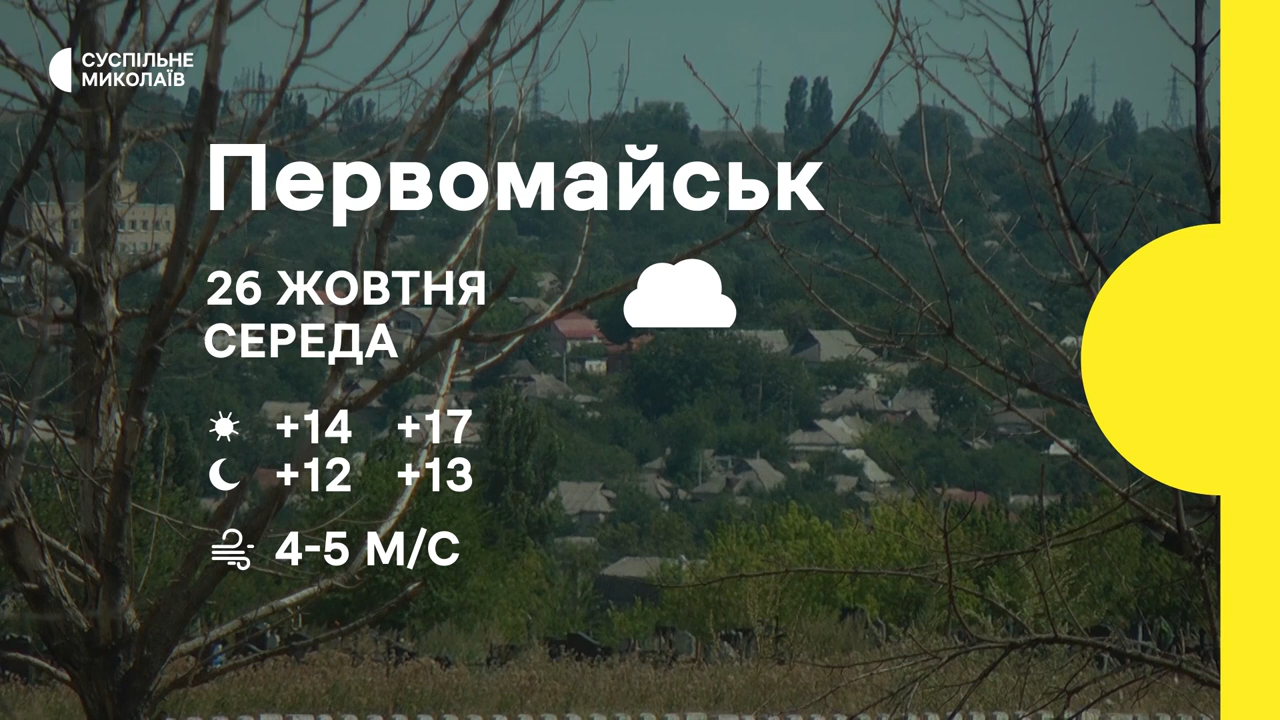 СУСПІЛЬНЕ
МИКОЛАЇВ
Первомайськ
26 ЖОВТНЯ
СЕРЕДА
+14 +17
+12 +13
4-5 М/С